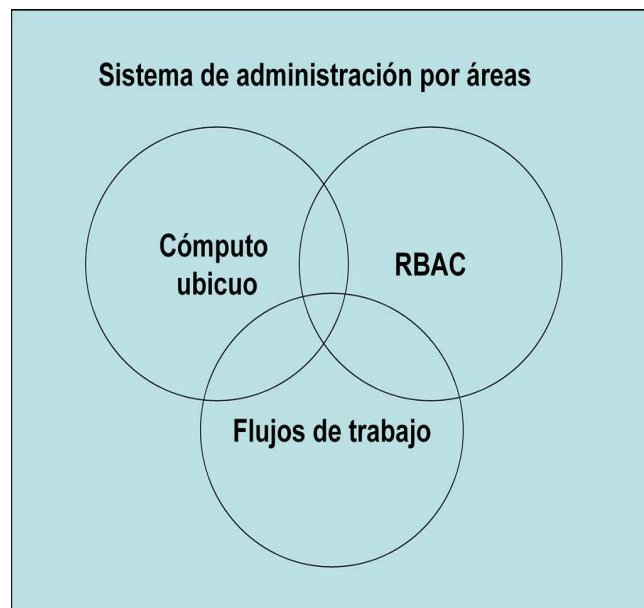 Sistema de administración por áreas
Cómputo
ubicuo
RBAC
Flujos de trabajo